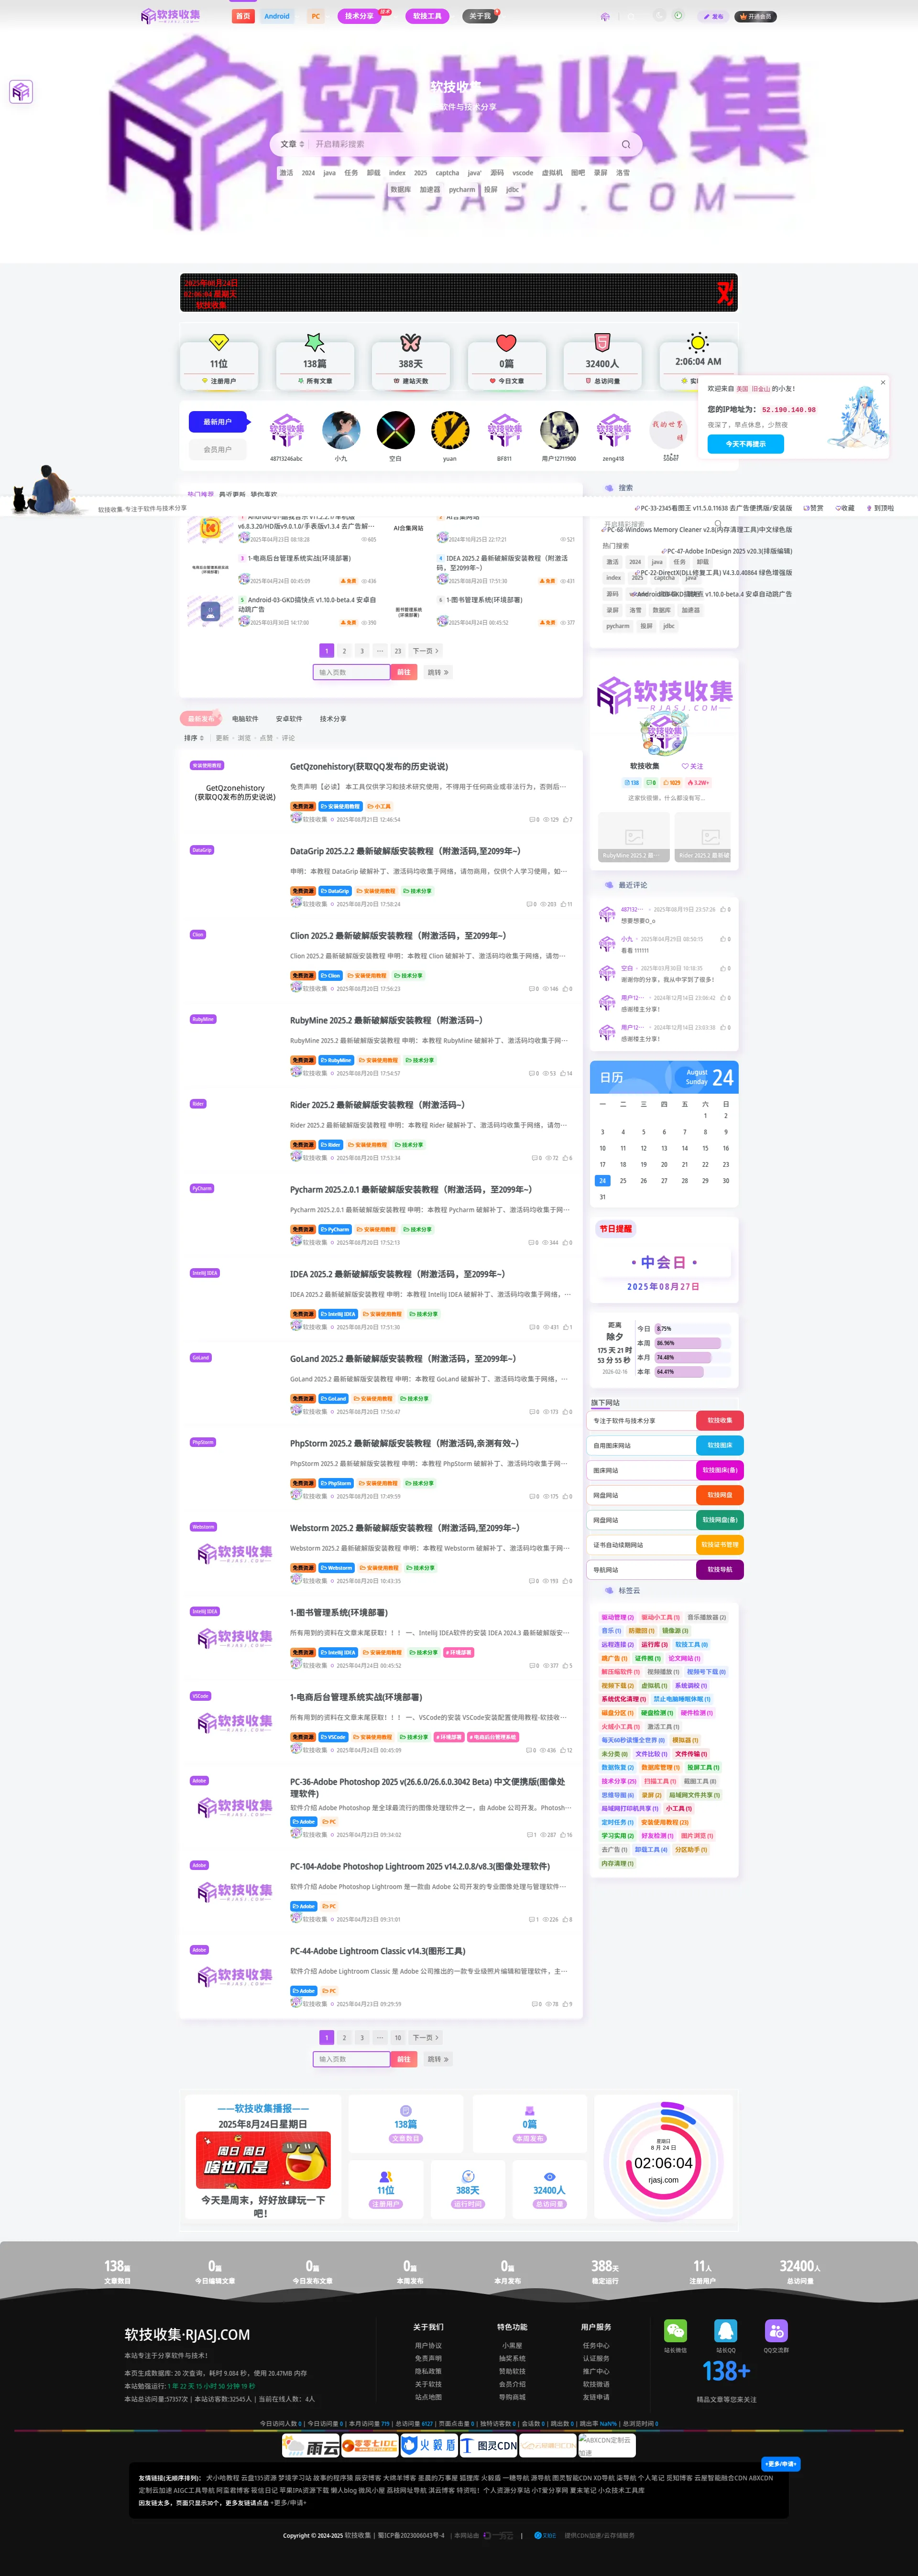 软技收集
RJASJ.COM
首页
Android
PC
技术分享
软技工具
关于我
发布
开通会员
软技收集
文章
开启精彩搜索
激活 2024 java 任务 卸载 index 2025 captcha java' 源码 vscode 虚拟机 图吧 录屏 洛雪
数据库 加速器 pycharm 投屏 jdbc
2025年08月24日
02:06:04 星期天
软技收集
11位
注册用户
138篇
所有文章
388天
建站天数
0篇
今日文章
32400人
总访问量
2:06:04 AM
欢迎来自 美国 旧金山 的小友！
您的IP地址为： 52.190.140.98
夜深了，早点休息，少熬夜
今天不再提示
最新用户
会员用户
48713246abc
小九
空白
yuan
BF811
用户12711900
zeng418
软技收集-专注于软件与技术分享
搜索
PC-33-2345看图王 v11.5.0.11638 去广告便携版/安装版
赞赏
收藏
到顶啦
PC-68-Windows Memory Cleaner v2.8(内存清理工具)中文绿色版
热门搜索
PC-47-Adobe InDesign 2025 v20.3(排版编辑)
PC-22-DirectX(DLL修复工具) V4.3.0.40864 绿色增强版
v6.8.3.20/HD版v9.0.1.0/手表版v1.3.4 去广告解…
2025年04月23日 08:18:28
665
AI合集网站
2024年10月25日 22:17:21
521
3 1-电商后台管理系统实战(环境部署)
2025年04月24日 00:45:09
免费
436
4 IDEA 2025.2 最新破解版安装教程（附激活码，至2099年~）
2025年08月20日 17:51:30
免费
431
5 Android-03-GKD搞快点 v1.10.0-beta.4 安卓自动跳广告
2025年03月30日 14:17:00
免费
390
6 1-图书管理系统(环境部署)
2025年04月24日 00:45:52
免费
377
激活 2024 java 任务 卸载
index 2025 captcha java'
录屏 洛雪 数据库 加速器
pycharm 投屏 jdbc
1 2 3 … 23 下一页
输入页数 前往 跳转
最新发布 电脑软件 安卓软件 技术分享
排序 更新 · 浏览 · 点赞 · 评论
安装使用教程
GetQzonehistory
(获取QQ发布的历史说说)
GetQzonehistory(获取QQ发布的历史说说)
免责声明【必读】 本工具仅供学习和技术研究使用，不得用于任何商业或非法行为，否则后…
免费资源 安装使用教程 小工具
软技收集 2025年08月21日 12:46:54 0 129 7
DataGrip
DataGrip 2025.2.2 最新破解版安装教程（附激活码,至2099年~）
申明：本教程 DataGrip 破解补丁、激活码均收集于网络，请勿商用，仅供个人学习使用，如…
免费资源 DataGrip 安装使用教程 技术分享
软技收集 2025年08月20日 17:58:24 0 203 11
Clion
Clion 2025.2 最新破解版安装教程（附激活码，至2099年~）
Clion 2025.2 最新破解版安装教程 申明：本教程 Clion 破解补丁、激活码均收集于网络，请勿…
免费资源 Clion 安装使用教程 技术分享
软技收集 2025年08月20日 17:56:23 0 146 0
RubyMine
RubyMine 2025.2 最新破解版安装教程（附激活码~）
RubyMine 2025.2 最新破解版安装教程 申明：本教程 RubyMine 破解补丁、激活码均收集于网…
免费资源 RubyMine 安装使用教程 技术分享
软技收集 2025年08月20日 17:54:57 0 53 14
Rider
Rider 2025.2 最新破解版安装教程（附激活码~）
Rider 2025.2 最新破解版安装教程 申明：本教程 Rider 破解补丁、激活码均收集于网络，请勿…
免费资源 Rider 安装使用教程 技术分享
软技收集 2025年08月20日 17:53:34 0 72 6
PyCharm
Pycharm 2025.2.0.1 最新破解版安装教程（附激活码，至2099年~）
Pycharm 2025.2.0.1 最新破解版安装教程 申明：本教程 Pycharm 破解补丁、激活码均收集于网…
免费资源 PyCharm 安装使用教程 技术分享
软技收集 2025年08月20日 17:52:13 0 344 0
Intellij IDEA
IDEA 2025.2 最新破解版安装教程（附激活码，至2099年~）
IDEA 2025.2 最新破解版安装教程 申明：本教程 Intellij IDEA 破解补丁、激活码均收集于网络，…
免费资源 Intellij IDEA 安装使用教程 技术分享
软技收集 2025年08月20日 17:51:30 0 431 1
GoLand
GoLand 2025.2 最新破解版安装教程（附激活码，至2099年~）
GoLand 2025.2 最新破解版安装教程 申明：本教程 GoLand 破解补丁、激活码均收集于网络，…
免费资源 GoLand 安装使用教程 技术分享
软技收集 2025年08月20日 17:50:47 0 173 0
PhpStorm
PhpStorm 2025.2 最新破解版安装教程（附激活码,亲测有效~）
PhpStorm 2025.2 最新破解版安装教程 申明：本教程 PhpStorm 破解补丁、激活码均收集于网…
免费资源 PhpStorm 安装使用教程 技术分享
软技收集 2025年08月20日 17:49:59 0 175 0
Webstorm
Webstorm 2025.2 最新破解版安装教程（附激活码,至2099年~）
Webstorm 2025.2 最新破解版安装教程 申明：本教程 Webstorm 破解补丁、激活码均收集于网…
免费资源 Webstorm 安装使用教程 技术分享
软技收集 2025年08月20日 10:43:35 0 193 0
Intellij IDEA
1-图书管理系统(环境部署)
所有用到的资料在文章末尾获取！！！ 一、Intellij IDEA软件的安装 IDEA 2024.3 最新破解版安…
免费资源 Intellij IDEA 安装使用教程 技术分享 # 环境部署
软技收集 2025年04月24日 00:45:52 0 377 5
VSCode
1-电商后台管理系统实战(环境部署)
所有用到的资料在文章末尾获取！！！ 一、VSCode的安装 VSCode安装配置使用教程-软技收…
免费资源 VSCode 安装使用教程 技术分享 # 环境部署 # 电商后台管理系统
软技收集 2025年04月24日 00:45:09 0 436 12
Adobe
PC-36-Adobe Photoshop 2025 v(26.6.0/26.6.0.3042 Beta) 中文便携版(图像处理软件)
软件介绍 Adobe Photoshop 是全球最流行的图像处理软件之一，由 Adobe 公司开发。Photosh…
Adobe PC
软技收集 2025年04月23日 09:34:02 1 287 16
Adobe
PC-104-Adobe Photoshop Lightroom 2025 v14.2.0.8/v8.3(图像处理软件)
软件介绍 Adobe Photoshop Lightroom 是一款由 Adobe 公司开发的专业图像处理与管理软件…
Adobe PC
软技收集 2025年04月23日 09:31:01 1 226 8
Adobe
PC-44-Adobe Lightroom Classic v14.3(图形工具)
软件介绍 Adobe Lightroom Classic 是 Adobe 公司推出的一款专业级照片编辑和管理软件，主…
Adobe PC
软技收集 2025年04月23日 09:29:59 0 78 9
1 2 3 … 10 下一页
输入页数 前往 跳转
软技收集
RJASJ.COM
软技收集 关注
138 8 1029 3.2W+
这家伙很懒，什么都没有写...
RubyMine 2025.2 最…
Rider 2025.2 最新破
最近评论
487132… 2025年08月19日 23:57:26 0
想要想要O_o
小九 2025年04月29日 08:50:15 0
看看 111111
空白 2025年03月30日 10:18:35 0
谢谢你的分享，我从中学到了很多！
用户12… 2024年12月14日 23:06:42 0
感谢楼主分享！
用户12… 2024年12月14日 23:03:38 0
感谢楼主分享！
日历
August
Sunday
24
一 二 三 四 五 六 日
1 2
3 4 5 6 7 8 9
10 11 12 13 14 15 16
17 18 19 20 21 22 23
24 25 26 27 28 29 30
31
节日提醒
·中会日·
2025年08月27日
距离
除夕
175 天 21 时
53 分 55 秒
2026-02-16
今日 8.75%
本周 86.96%
本月 74.48%
本年 64.41%
旗下网站
专注于软件与技术分享 软技收集
自用图床网站 软技图床
图床网站 软技图床(备)
网盘网站 软技网盘
网盘网站 软技网盘(备)
证书自动续期网站 软技证书管理
导航网站 软技导航
标签云
驱动管理 (2) 驱动小工具 (1) 音乐播放器 (2)
音乐 (1) 听歌回 (1) 镜像源 (3)
远程连接 (2) 运行库 (3) 软技工具 (0)
跳广告 (1) 证件照 (1) 论文网站 (1)
解压缩软件 (1) 视频播放 (1) 视频号下载 (0)
视频下载 (2) 虚拟机 (1) 系统调校 (1)
系统优化清理 (1) 禁止电脑睡眠休眠 (1)
磁盘分区 (1) 硬盘检测 (1) 硬件检测 (1)
火绒小工具 (1) 激活工具 (1)
每天60秒读懂全世界 (0) 模拟器 (1)
未分类 (0) 文件比较 (1) 文件传输 (1)
数据恢复 (2) 数据库管理 (1) 投屏工具 (1)
技术分享 (25) 扫描工具 (1) 截图工具 (8)
思维导图 (6) 录屏 (2) 局域网文件共享 (1)
局域网打印机共享 (1) 小工具 (1)
定时任务 (1) 安装使用教程 (23)
学习实用 (2) 好友检测 (1) 图片浏览 (1)
去广告 (1) 卸载工具 (4) 分区助手 (1)
内存清理 (1)
——软技收集播报——
2025年8月24日星期日
周日 周日
啥也不是
今天是周末，好好放肆玩一下吧！
138篇
文章数目
0篇
本周发布
11位
注册用户
388天
运行时间
32400人
总访问量
星期日
8 月 24 日
02:06:04
rjasj.com
138篇 0篇 0篇 0篇 0篇 388天 11人 32400人
文章数目 今日编辑文章 今日发布文章 本周发布 本月发布 稳定运行 注册用户 总访问量
软技收集·RJASJ.COM
本站专注于分享软件与技术！
本页生成数据库: 20 次查询，耗时 9.084 秒，使用 20.47MB 内存
本站勉强运行: 1 年 22 天 15 小时 50 分钟 19 秒
本站总访问量:57357次 | 本站访客数:32545人 | 当前在线人数：4人
关于我们
用户协议
免责声明
隐私政策
关于软技
站点地图
特色功能
小黑屋
抽奖系统
赞助软技
会员介绍
导购商城
用户服务
任务中心
认证服务
推广中心
软技微语
友链申请
站长微信
站长QQ
QQ交流群
138+
精品文章等您来关注
今日访问人数 0 | 今日访问量 0 | 本月访问量 719 | 总访问量 6127 | 页面点击量 0 | 独特访客数 0 | 会话数 0 | 跳出数 5 | 跳出率 NaN% | 总浏览时间 0
雨云
零零七IDC
火毅盾
图灵CDN
ABXCDN定制云加速
+更多/申请+
友情链接(无顺序排列)： 犬小哈教程 云盘135资源 梦境学习站 故事的程序猿 辰安博客 大绵羊博客 墨晨的万事屋 狐狸库 火毅盾 一糖导航 源导航 图灵智能CDN XD导航 柒导航 个人笔记 觅知博客 云屋智能融合CDN ABXCDN
定制云加速 AIGC工具导航 阿蛮君博客 莜信日记 苹果IPA资源下载 懒人blog 微风小屋 荔枝网址导航 淇云博客 特资啦！个人资源分享站 小T爱分享网 夏末笔记 小众技术工具库
因友链太多，页面只显示30个，更多友链请点击 +更多/申请+
Copyright © 2024-2025 软技收集 | 蜀ICP备2023006043号-4 | 本网站由 | 又拍云 提供CDN加速/云存储服务